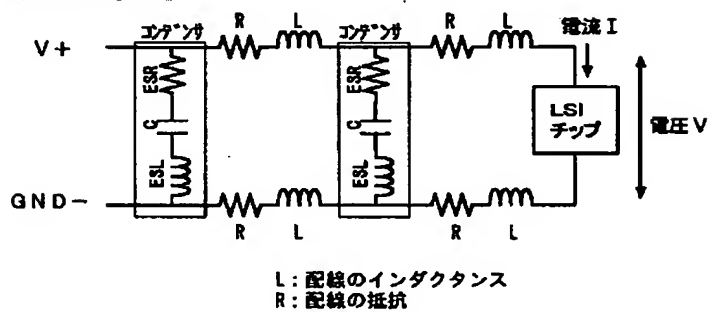 コンデンサ R L コンデンサ R L 電流 I
V+
ESR ESR
C C
ESL ESL
LSI
チップ
電圧 V
GND-
R L R L
L:配線のインダクタンス
R:配線の抵抗